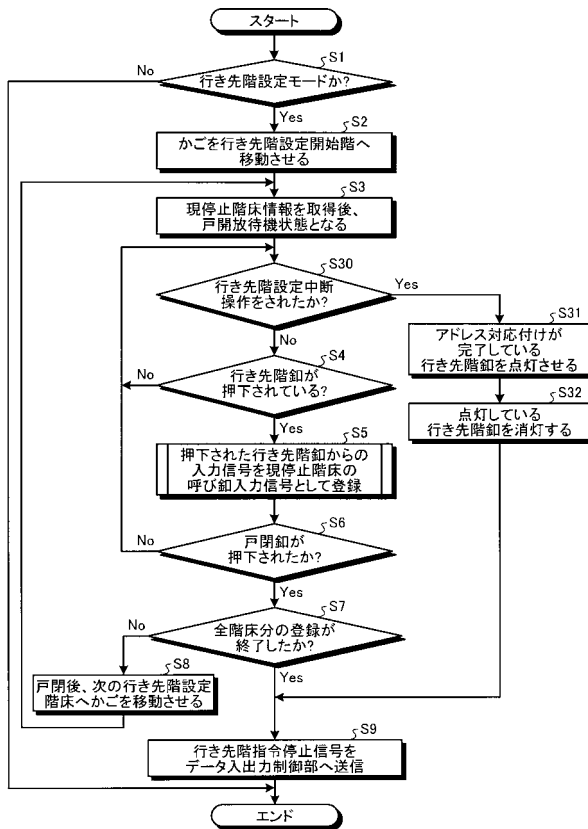 スタート
S1
行き先階設定モードか?
No
Yes
S2
かごを行き先階設定開始階へ
移動させる
S3
現停止階床情報を取得後、
戸開放待機状態となる
S30
行き先階設定中断
操作をされたか?
Yes
No
S31
アドレス対応付けが
完了している
行き先階釦を点灯させる
S4
行き先階釦が
押下されている?
No
Yes
S32
点灯している
行き先階釦を消灯する
S5
押下された行き先階釦からの
入力信号を現停止階床の
呼び釦入力信号として登録
S6
戸閉釦が
押下されたか?
No
Yes
S7
全階床分の登録が
終了したか?
No
Yes
S8
戸閉後、次の行き先階設定
階床へかごを移動させる
S9
行き先階指令停止信号を
データ入出力制御部へ送信
エンド